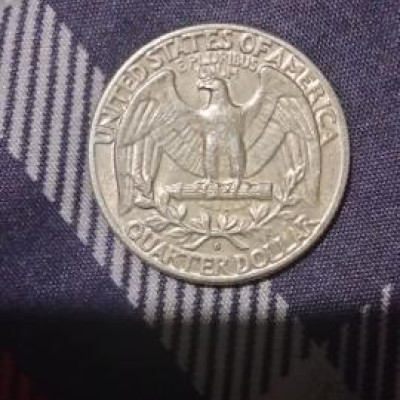 UNITED STATES OF AMERICA
E PLURIBUS
UNUM
S
QUARTER DOLLAR